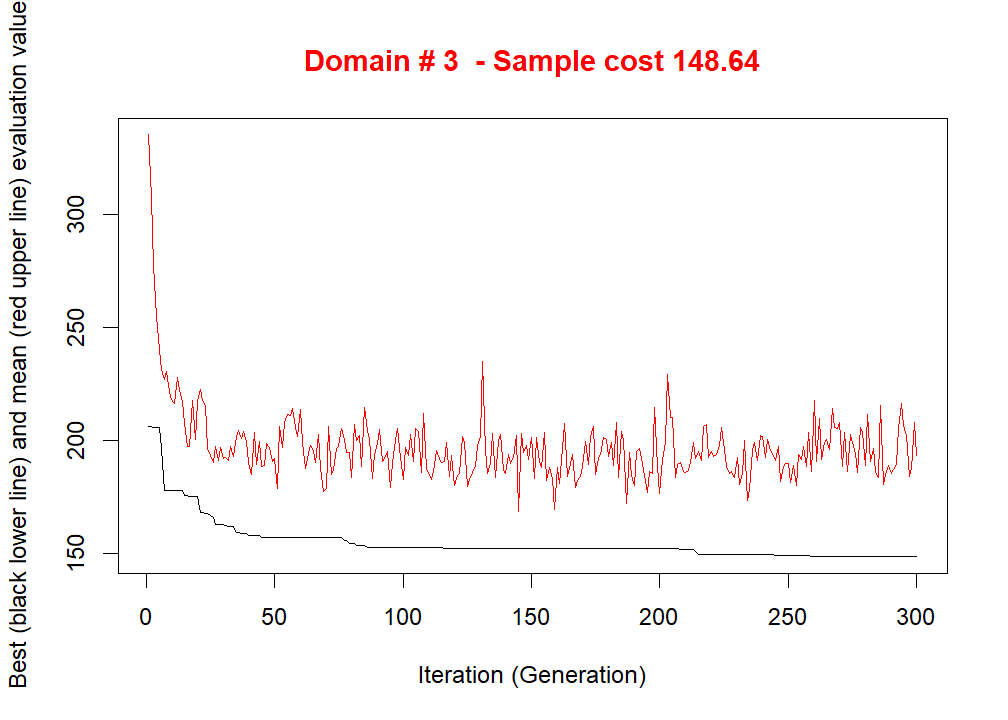 Domain # 3  - Sample cost 148.64
Best (black lower line) and mean (red upper line) evaluation value
300
250
200
150
0 50 100 150 200 250 300
Iteration (Generation)